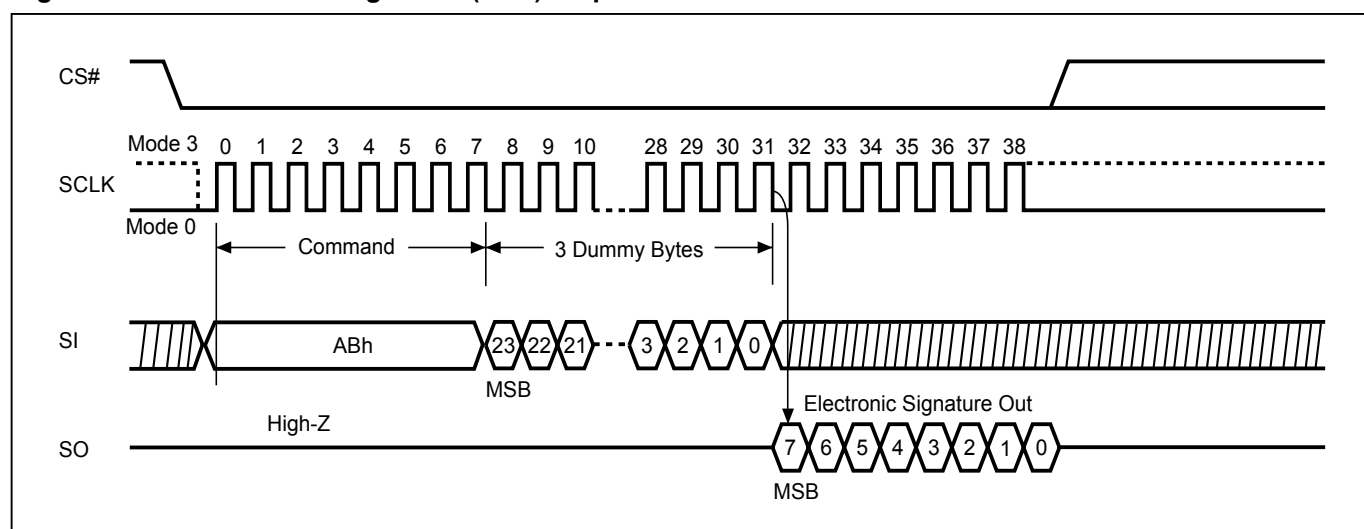 CS#
Mode 3 0 1 2 3 4 5 6 7 8 9 10 28 29 30 31 32 33 34 35 36 37 38
SCLK
Mode 0
Command 3 Dummy Bytes
SI ABh 23 22 21 3 2 1 0
MSB
High-Z Electronic Signature Out
SO 7 6 5 4 3 2 1 0
MSB